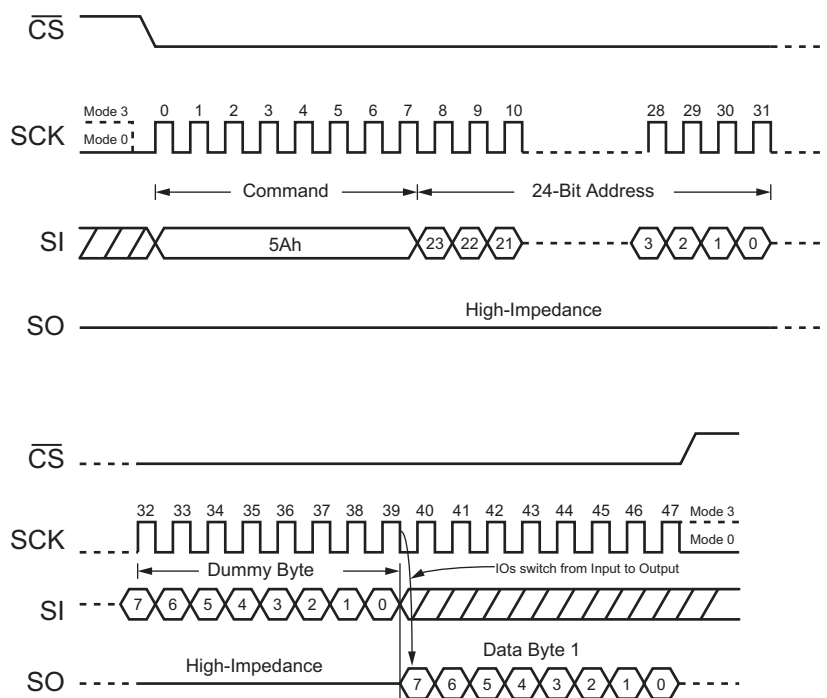 CS
Mode 3 0 1 2 3 4 5 6 7 8 9 10 28 29 30 31
SCK Mode 0
Command 24-Bit Address
SI 5Ah 23 22 21 3 2 1 0
High-Impedance
SO
CS
32 33 34 35 36 37 38 39 40 41 42 43 44 45 46 47 Mode 3
SCK Mode 0
Dummy Byte IOs switch from Input to Output
SI 7 6 5 4 3 2 1 0
High-Impedance Data Byte 1
SO 7 6 5 4 3 2 1 0